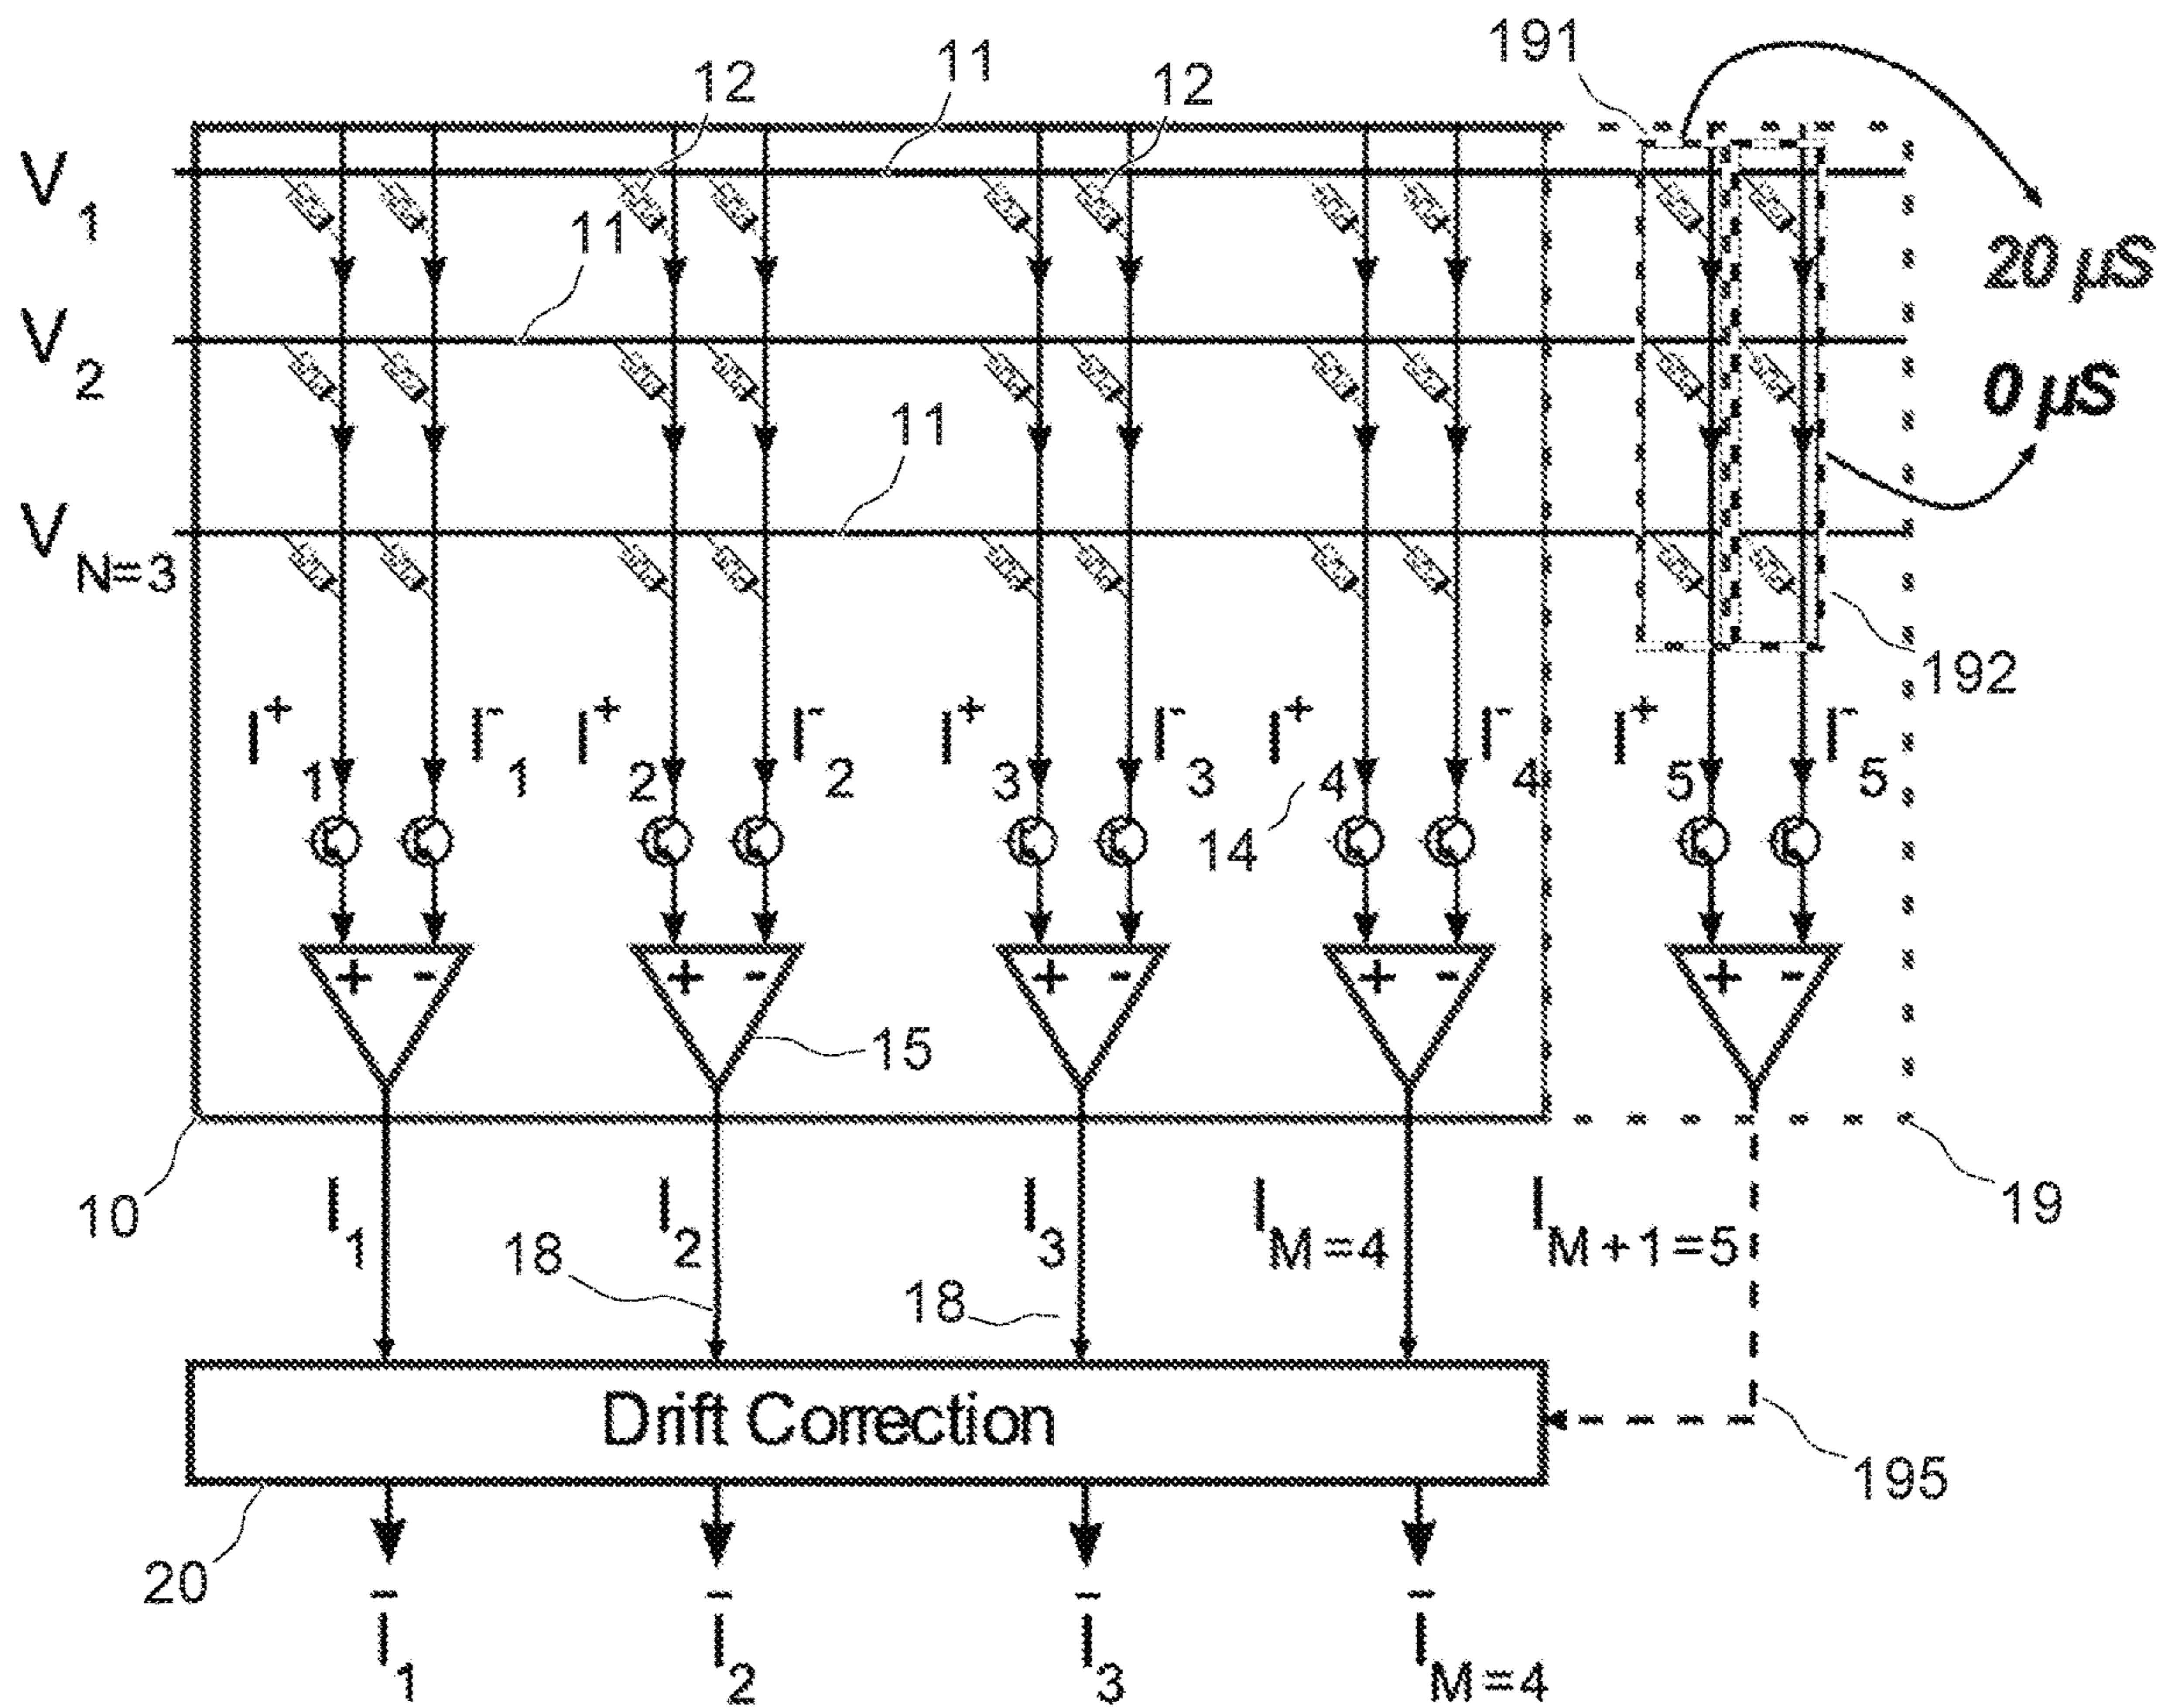 191
11
12
12
V1
11
20 µS
V2
0 µS
11
VN=3
192
I+1
I-1
I+2
I-2
I+3
I-3
I+4
I-4
I+5
I-5
14
+ -
+ -
+ -
+ -
+ -
15
10
I1
I2
I3
IM=4
IM+1=5
19
18
18
Drift Correction
195
20
Ī1
Ī2
Ī3
ĪM=4